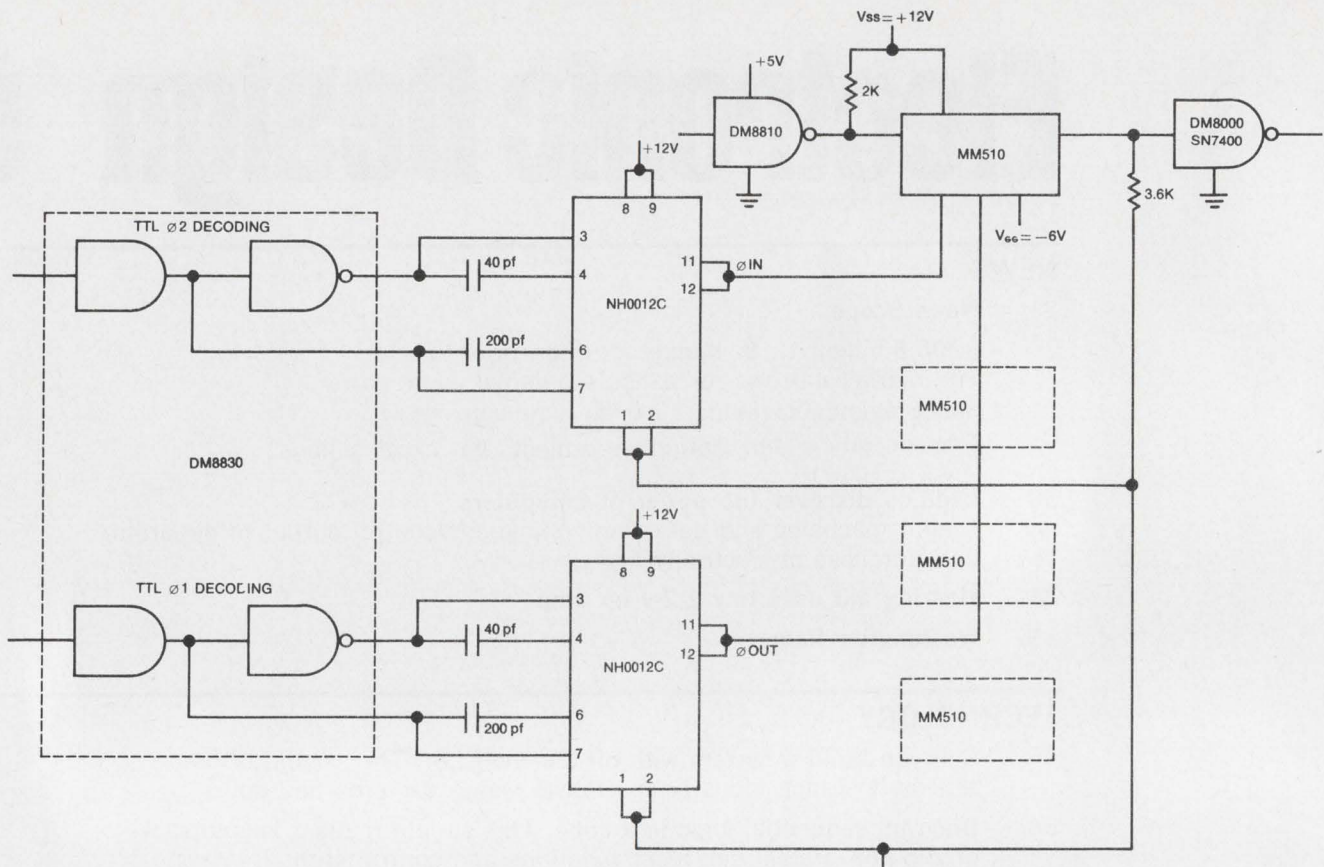 Vss=+12V
+5V
2K
DM8810
MM510
DM8000
SN7400
3.6K
VGG=-6V
+12V
8 9
TTL ø2 DECODING
3
40 pf
4
11
øIN
12
NH0012C
200 pf
6
7
1 2
MM510
DM8830
+12V
8 9
MM510
TTL ø1 DECODING
3
40 pf
4
11
øOUT
12
NH0012C
6
200 pf
7
1 2
MM510